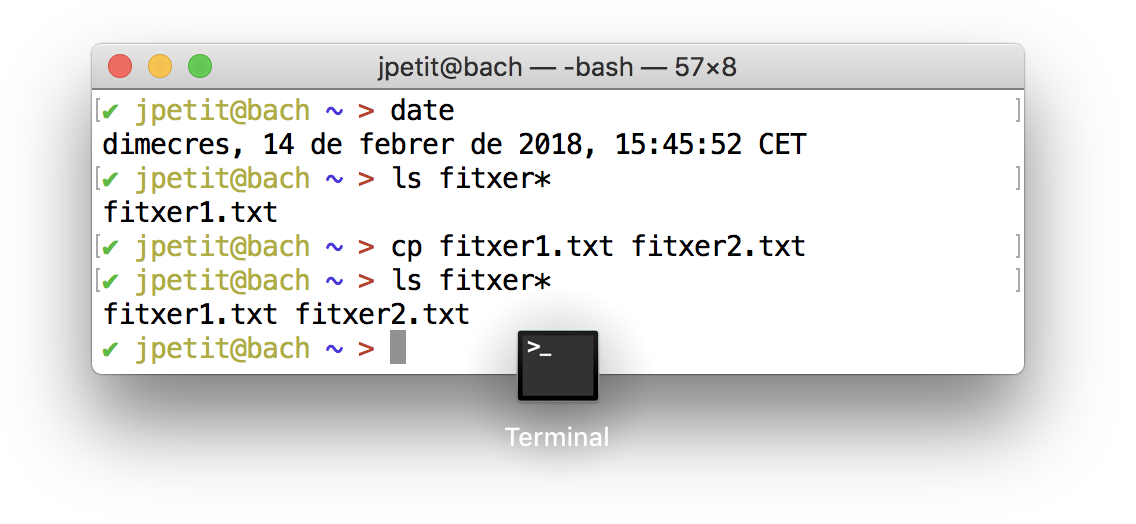 jpetit@bach — -bash — 57×8
[✔ jpetit@bach ~ > date ]
dimecres, 14 de febrer de 2018, 15:45:52 CET
[✔ jpetit@bach ~ > ls fitxer* ]
fitxer1.txt
[✔ jpetit@bach ~ > cp fitxer1.txt fitxer2.txt ]
[✔ jpetit@bach ~ > ls fitxer* ]
fitxer1.txt fitxer2.txt
✔ jpetit@bach ~ >
>_
Terminal